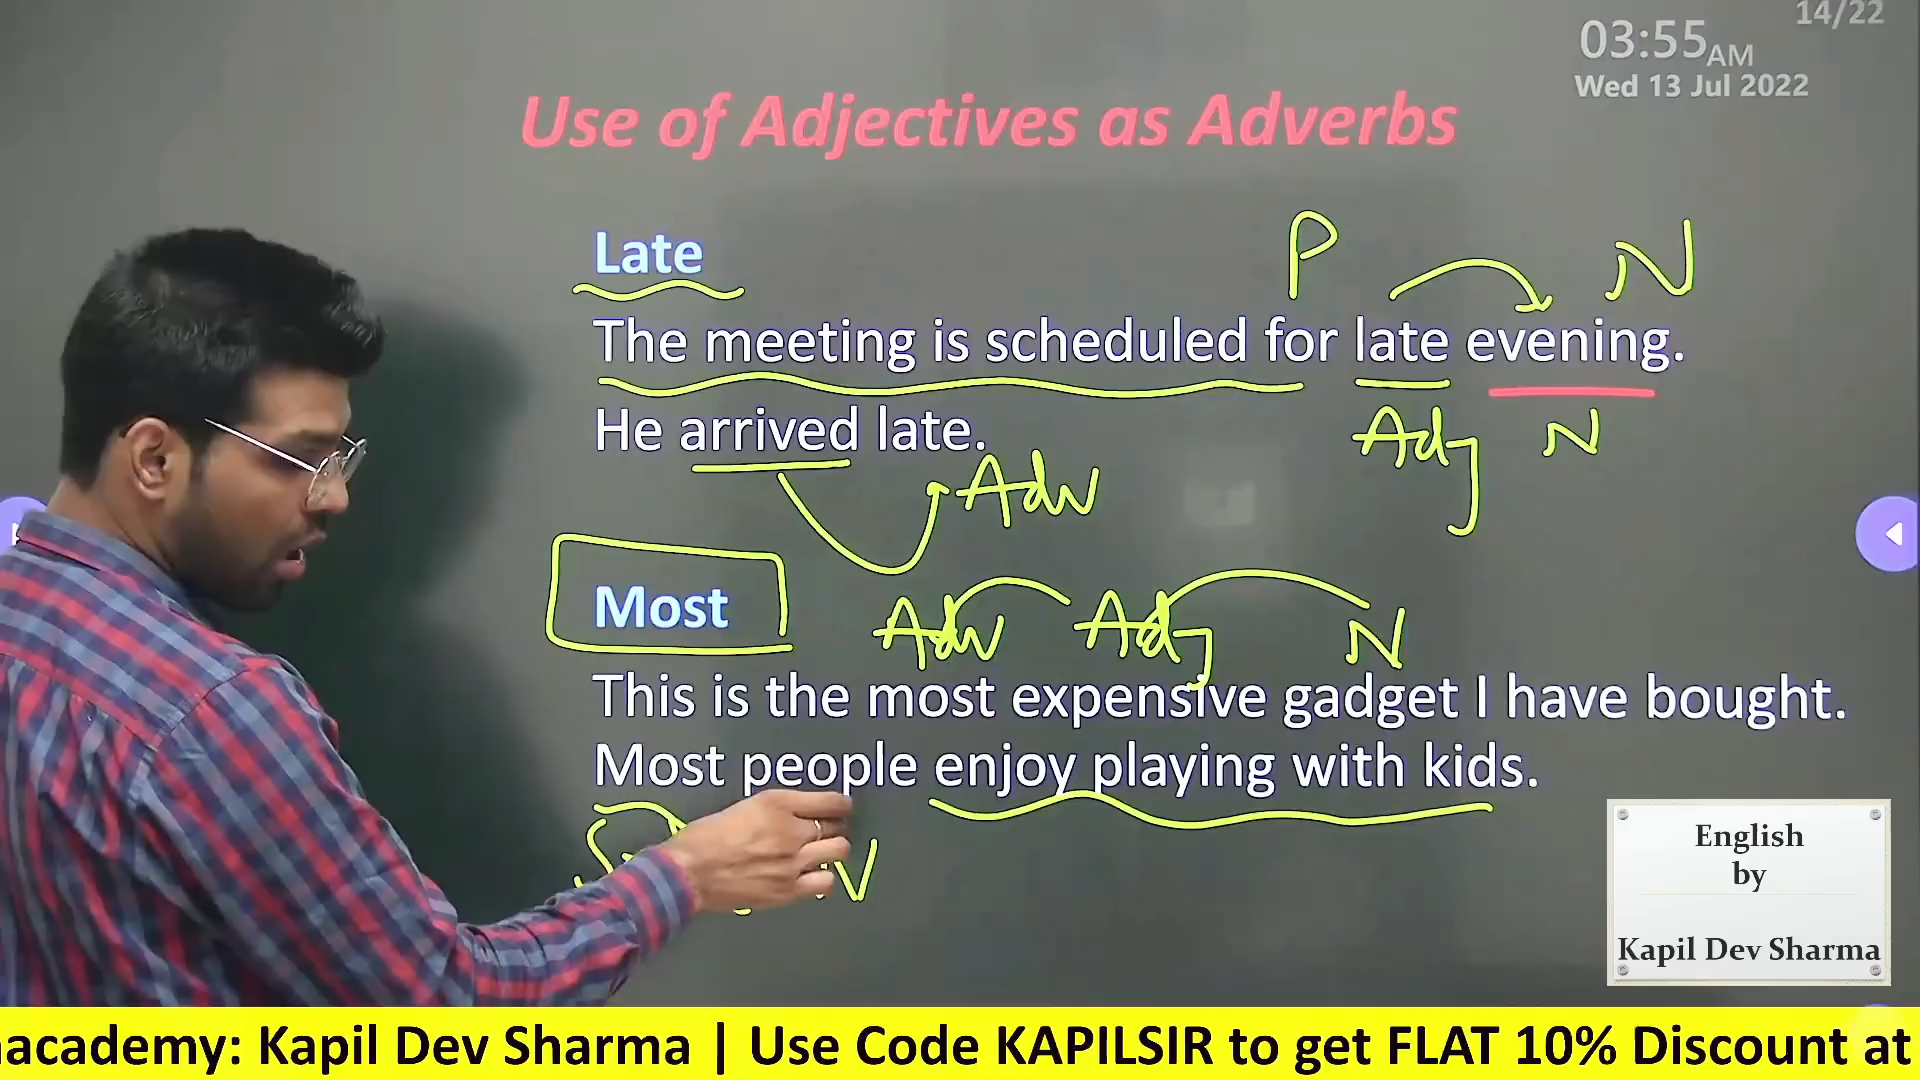 14/22
03:55AM
Wed 13 Jul 2022
Use of Adjectives as Adverbs
Late
P N
The meeting is scheduled for late evening.
Adj N
He arrived late.
Adv
Most
Adv Adj N
This is the most expensive gadget I have bought.
Most people enjoy playing with kids.
N
English
by
Kapil Dev Sharma
academy: Kapil Dev Sharma | Use Code KAPILSIR to get FLAT 10% Discount at